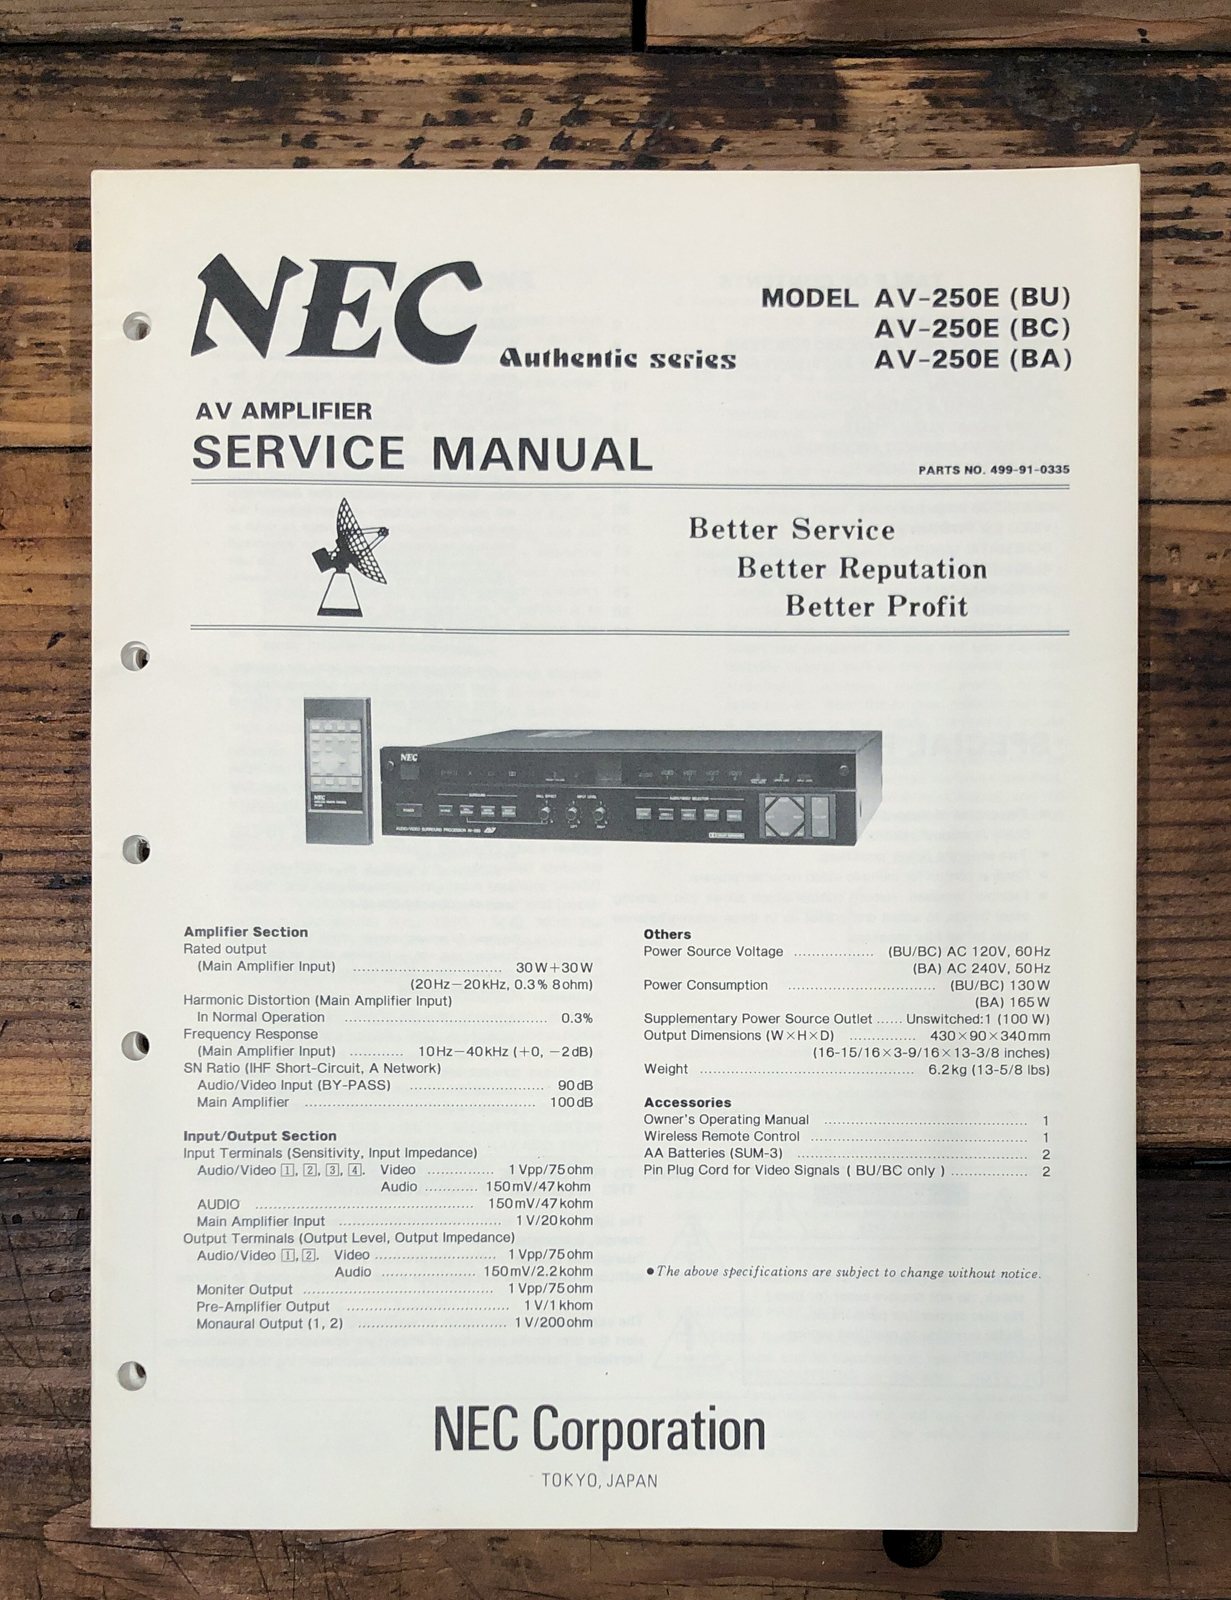 NEC
Authentic series
MODEL AV-250E (BU)
AV-250E (BC)
AV-250E (BA)
AV AMPLIFIER
SERVICE MANUAL
PARTS NO. 499-91-0335
Better Service
Better Reputation
Better Profit
NEC
NEC
Amplifier Section
Rated output
(Main Amplifier Input) .................................. 30W+30W
(20Hz-20kHz, 0.3% 8ohm)
Harmonic Distortion (Main Amplifier Input)
In Normal Operation .................................................. 0.3%
Frequency Response
(Main Amplifier Input) ............ 10Hz-40kHz (+0, -2dB)
SN Ratio (IHF Short-Circuit, A Network)
Audio/Video Input (BY-PASS) ............................... 90dB
Main Amplifier ..................................................... 100dB
Input/Output Section
Input Terminals (Sensitivity, Input Impedance)
Audio/Video 1, 2, 3, 4. Video ............... 1Vpp/75ohm
Audio ............ 150mV/47kohm
AUDIO .................................................. 150mV/47kohm
Main Amplifier Input ..................................... 1V/20kohm
Output Terminals (Output Level, Output Impedance)
Audio/Video 1, 2. Video ........................... 1Vpp/75ohm
Audio ..................... 150mV/2.2kohm
Moniter Output .................................................. 1Vpp/75ohm
Pre-Amplifier Output ..................................... 1V/1khom
Monaural Output (1, 2) .................................. 1V/200ohm
Others
Power Source Voltage .................. (BU/BC) AC 120V, 60Hz
(BA) AC 240V, 50Hz
Power Consumption .................................. (BU/BC) 130W
(BA) 165W
Supplementary Power Source Outlet ...... Unswitched:1 (100 W)
Output Dimensions (W×H×D) ............... 430×90×340mm
(16-15/16×3-9/16×13-3/8 inches)
Weight ................................................. 6.2kg (13-5/8 lbs)
Accessories
Owner's Operating Manual .............................................. 1
Wireless Remote Control ................................................. 1
AA Batteries (SUM-3) ..................................................... 2
Pin Plug Cord for Video Signals ( BU/BC only ) ................. 2
●The above specifications are subject to change without notice.
NEC Corporation
TOKYO, JAPAN